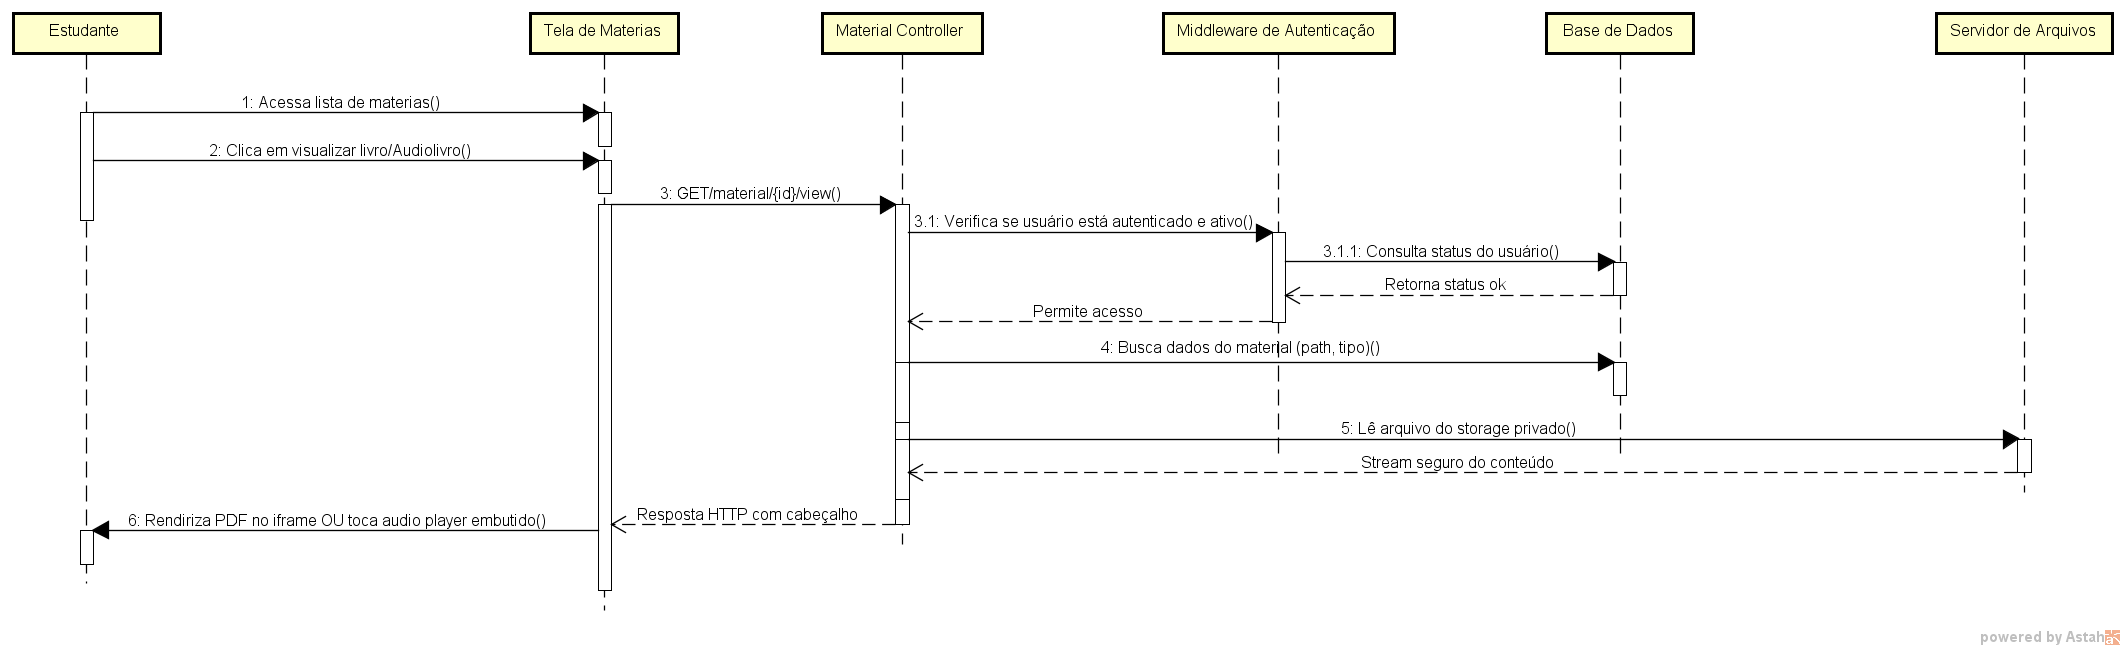 Estudante
Tela de Materias
Material Controller
Middleware de Autenticação
Base de Dados
Servidor de Arquivos
1: Acessa lista de materias()
2: Clica em visualizar livro/Audiolivro()
3: GET/material/{id}/view()
3.1: Verifica se usuário está autenticado e ativo()
3.1.1: Consulta status do usuário()
Retorna status ok
Permite acesso
4: Busca dados do material (path, tipo)()
5: Lê arquivo do storage privado()
Stream seguro do conteúdo
Resposta HTTP com cabeçalho
6: Rendiriza PDF no iframe OU toca audio player embutido()
powered by Astah